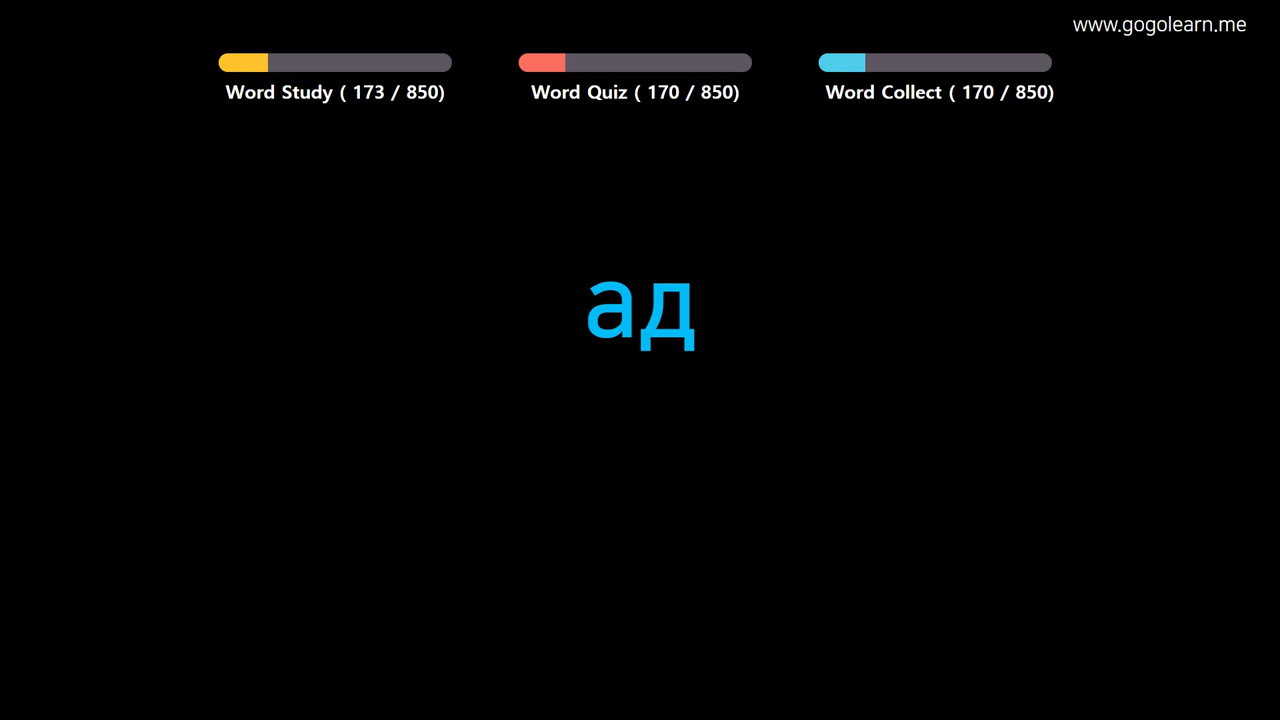 www.gogolearn.me
Word Study ( 173 / 850)
Word Quiz ( 170 / 850)
Word Collect ( 170 / 850)
ад